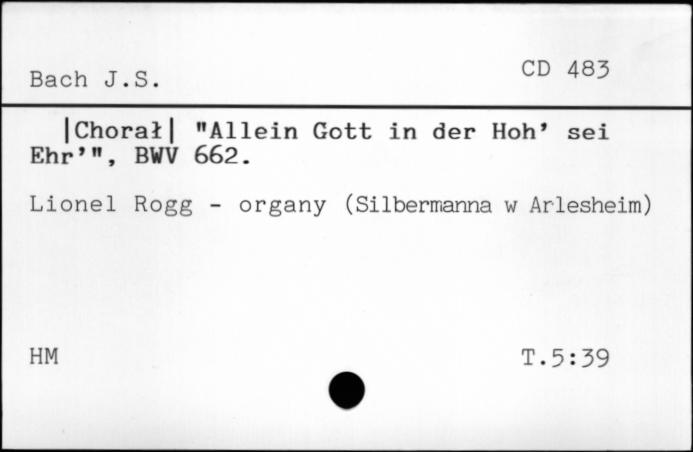 Bach J.S. CD 483
|Chorał| "Allein Gott in der Hoh' sei
Ehr'", BWV 662.
Lionel Rogg - organy (Silbermanna w Arlesheim)
HM T.5:39